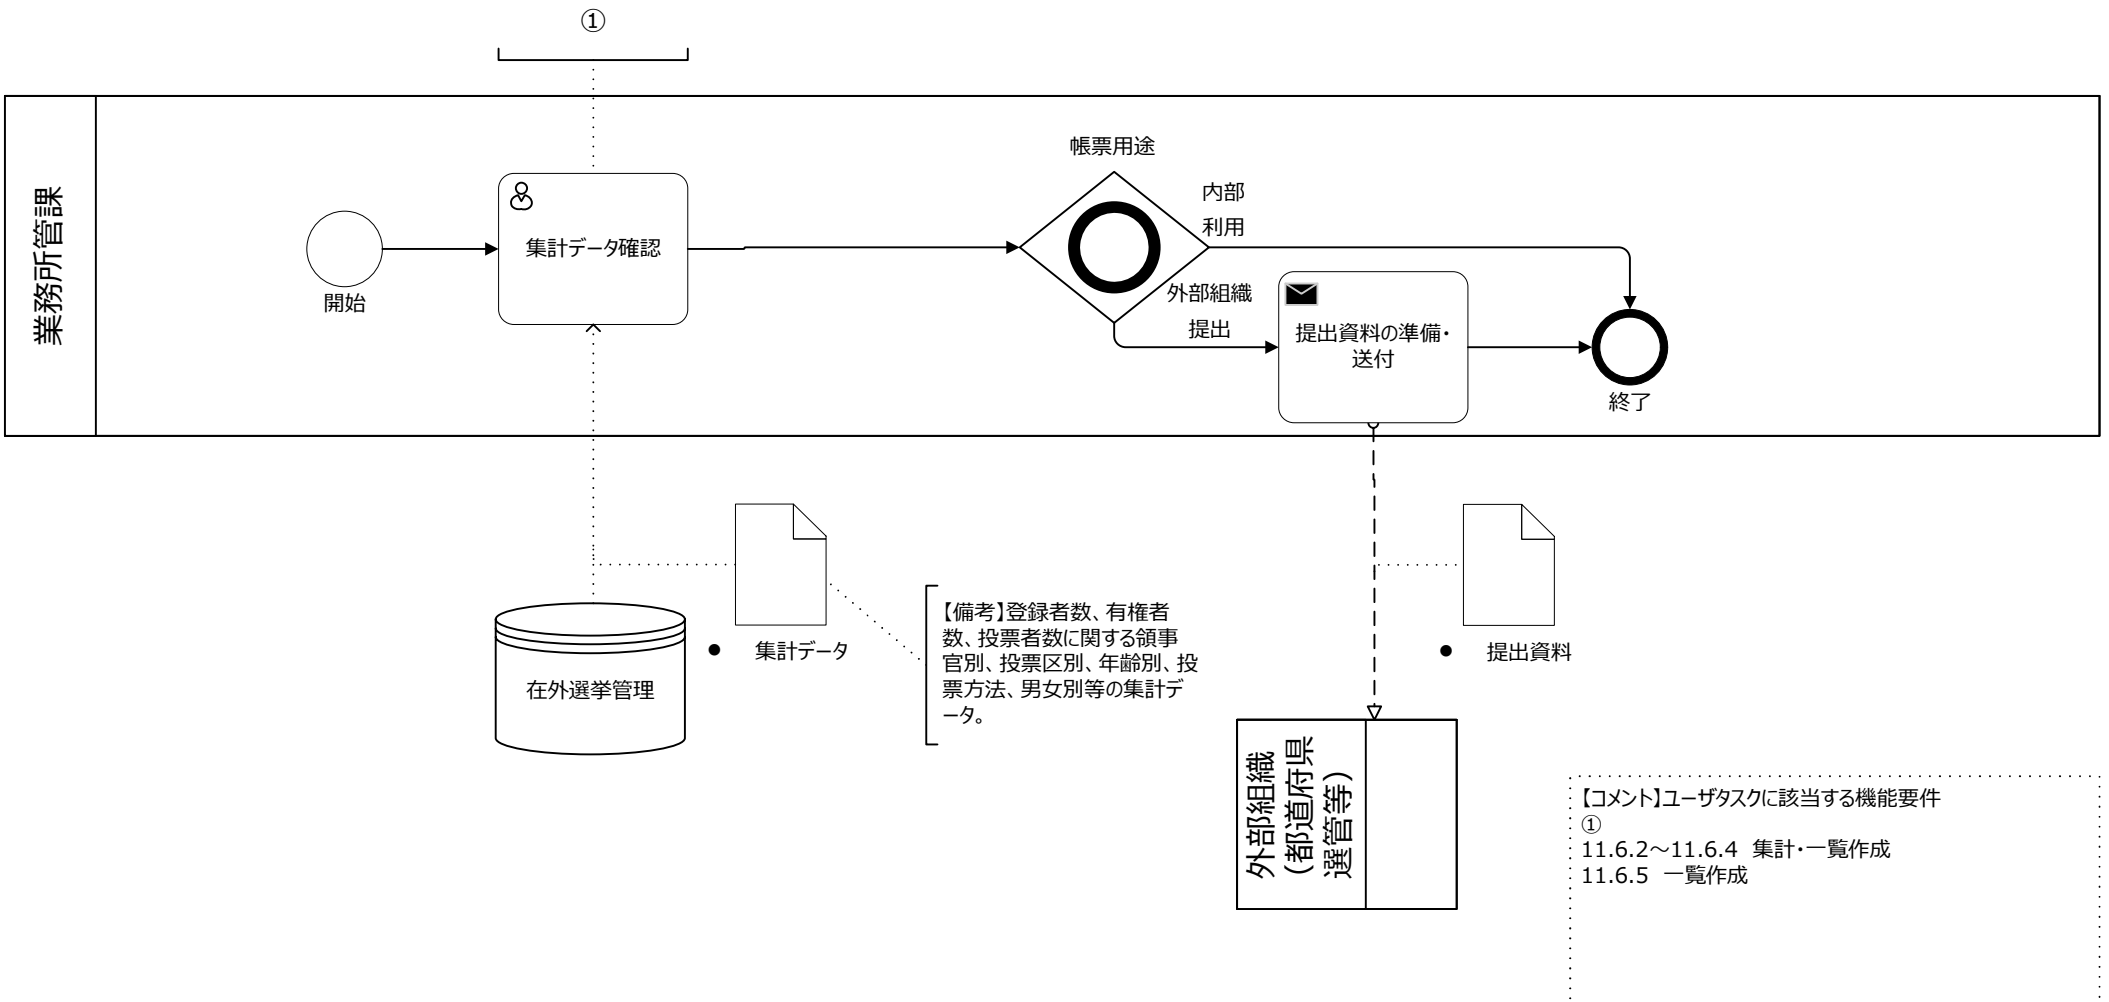 ①
業務所管課
開始
集計データ確認
帳票用途
内部
利用
外部組織
提出
提出資料の準備・
送付
終了
在外選挙管理
● 集計データ
【備考】登録者数、有権者
数、投票者数に関する領事
官別、投票区別、年齢別、投
票方法、男女別等の集計デ
ータ。
● 提出資料
外部組織
（都道府県
選管等）
【コメント】ユーザタスクに該当する機能要件
①
11.6.2～11.6.4 集計・一覧作成
11.6.5 一覧作成